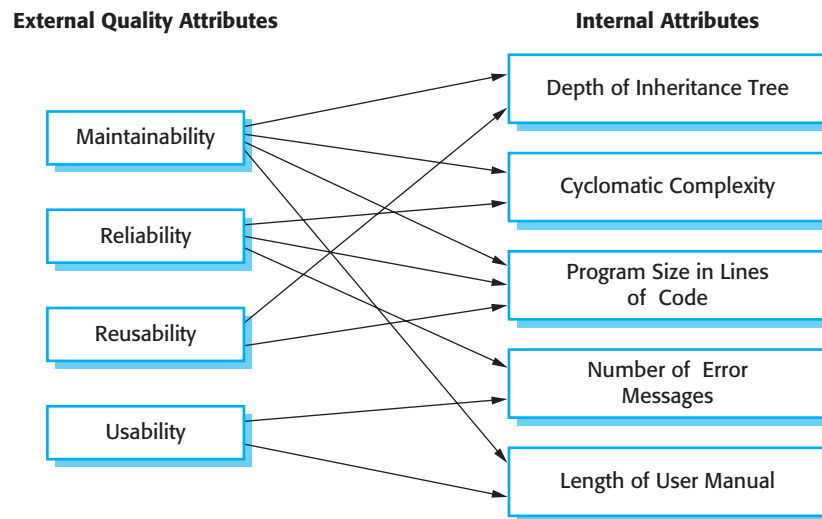 External Quality Attributes
Internal Attributes
Maintainability
Reliability
Reusability
Usability
Depth of Inheritance Tree
Cyclomatic Complexity
Program Size in Lines
of Code
Number of Error
Messages
Length of User Manual